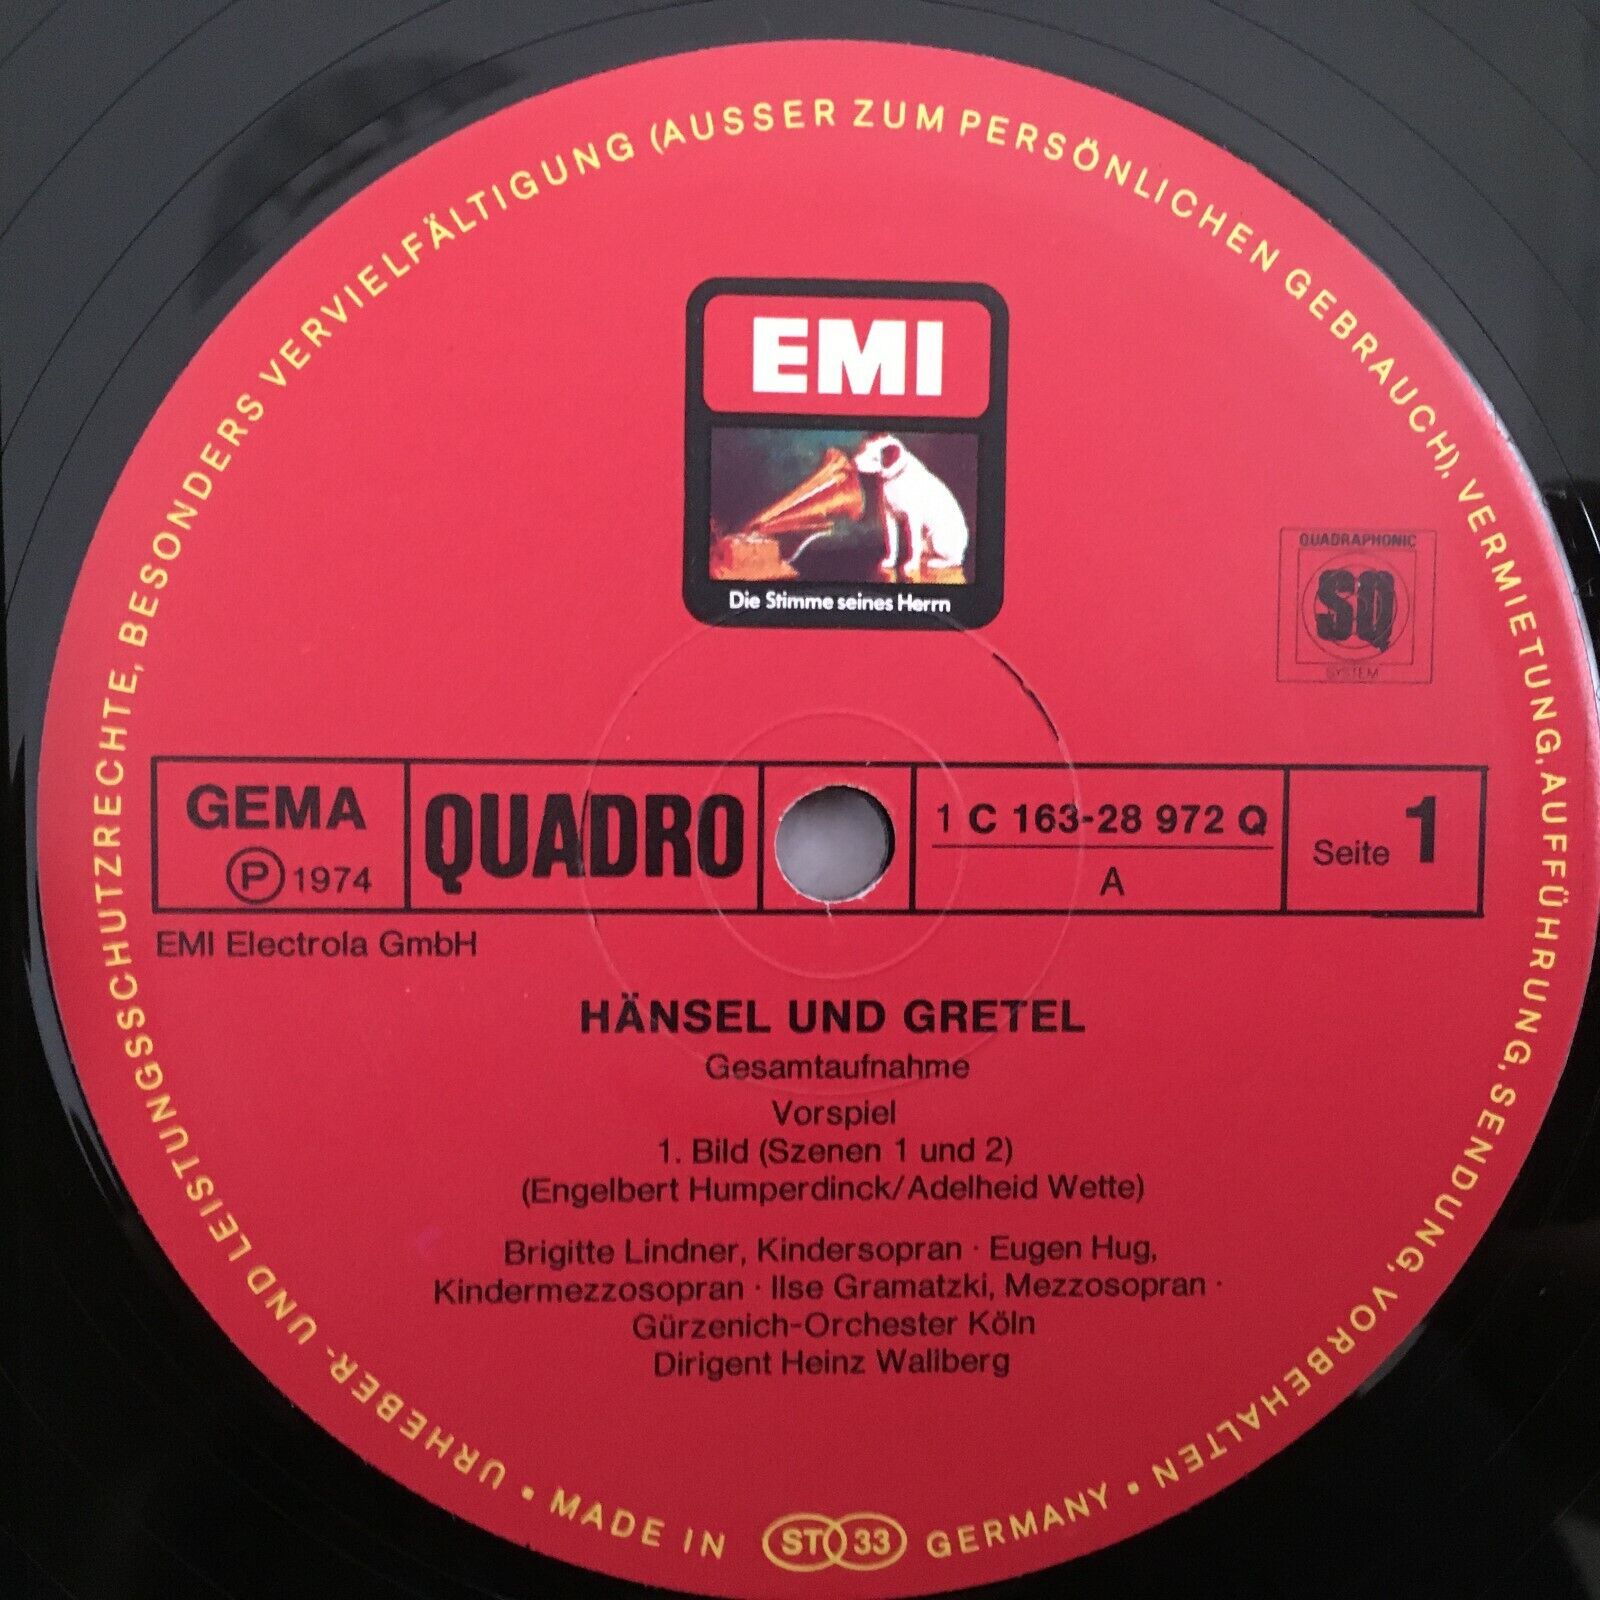 URHEBER- UND LEISTUNGSSCHUTZRECHTE, BESONDERS VERVIELFÄLTIGUNG (AUSSER ZUM PERSÖNLICHEN GEBRAUCH), VERMIETUNG, AUFFÜHRUNG, SENDUNG, VORBEHALTEN •
EMI
Die Stimme seines Herrn
QUADRAPHONIC
SQ
SYSTEM
GEMA
Ⓟ 1974
QUADRO
1 C 163-28 972 Q
A
Seite 1
EMI Electrola GmbH
HÄNSEL UND GRETEL
Gesamtaufnahme
Vorspiel
1. Bild (Szenen 1 und 2)
(Engelbert Humperdinck/Adelheid Wette)
Brigitte Lindner, Kindersopran · Eugen Hug,
Kindermezzosopran · Ilse Gramatzki, Mezzosopran ·
Gürzenich-Orchester Köln
Dirigent Heinz Wallberg
• MADE IN ST 33 GERMANY